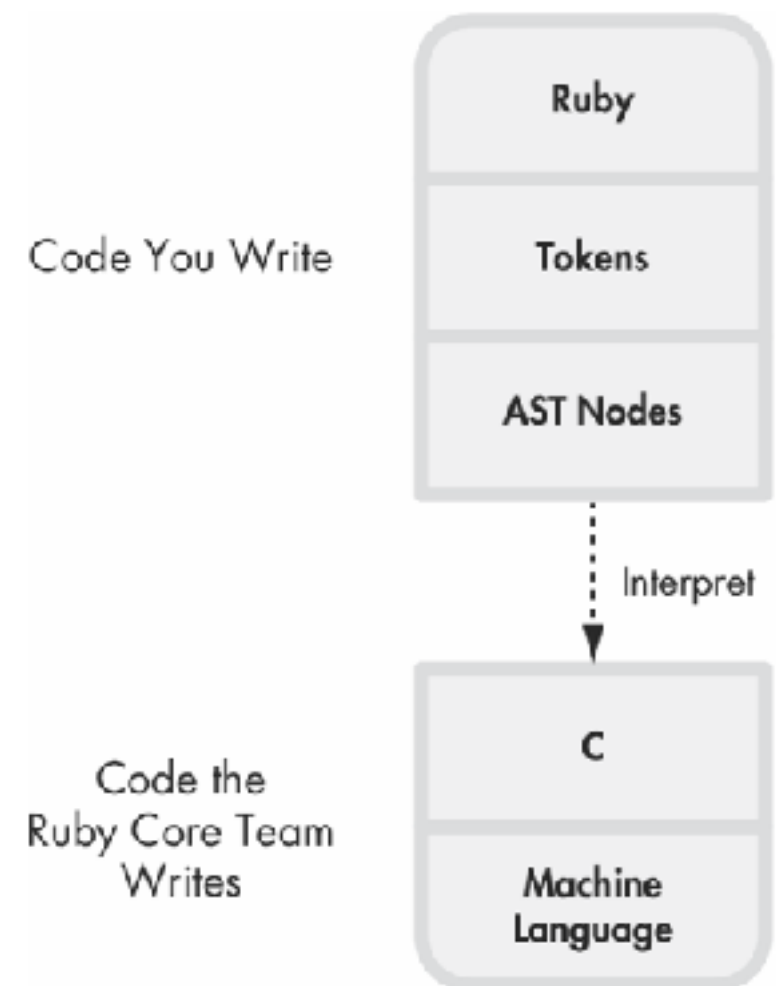 Ruby
Code You Write
Tokens
AST Nodes
Interpret
C
Code the
Ruby Core Team
Writes
Machine
Language